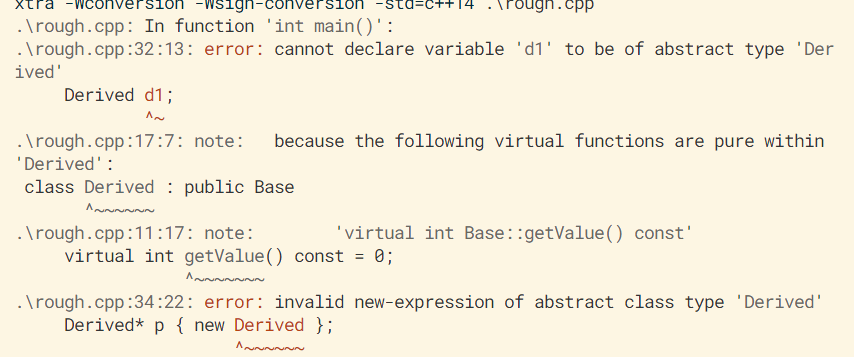 xtra -Wconversion -Wsign-conversion -std=c++14 .\rough.cpp
.\rough.cpp: In function 'int main()':
.\rough.cpp:32:13: error: cannot declare variable 'd1' to be of abstract type 'Der
ived'
     Derived d1;
             ^~
.\rough.cpp:17:7: note:   because the following virtual functions are pure within
'Derived':
 class Derived : public Base
       ^~~~~~~
.\rough.cpp:11:17: note:         'virtual int Base::getValue() const'
     virtual int getValue() const = 0;
                 ^~~~~~~~
.\rough.cpp:34:22: error: invalid new-expression of abstract class type 'Derived'
     Derived* p { new Derived };
                      ^~~~~~~